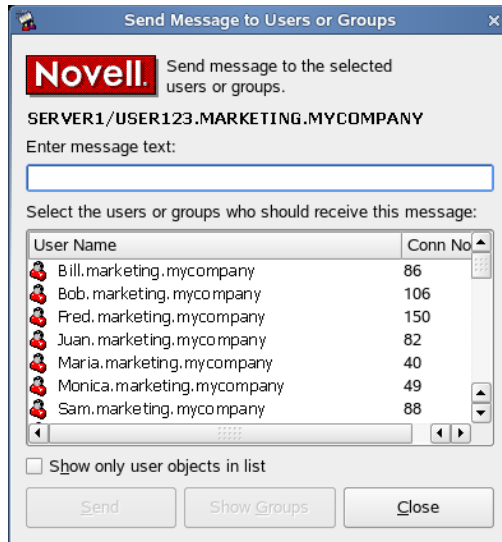 Send Message to Users or Groups
Novell.
Send message to the selected
users or groups.
SERVER1/USER123.MARKETING.MYCOMPANY
Enter message text:
Select the users or groups who should receive this message:
User Name Conn No
Bill.marketing.mycompany 86
Bob.marketing.mycompany 106
Fred.marketing.mycompany 150
Juan.marketing.mycompany 82
Maria.marketing.mycompany 40
Monica.marketing.mycompany 49
Sam.marketing.mycompany 88
Show only user objects in list
Send Show Groups Close